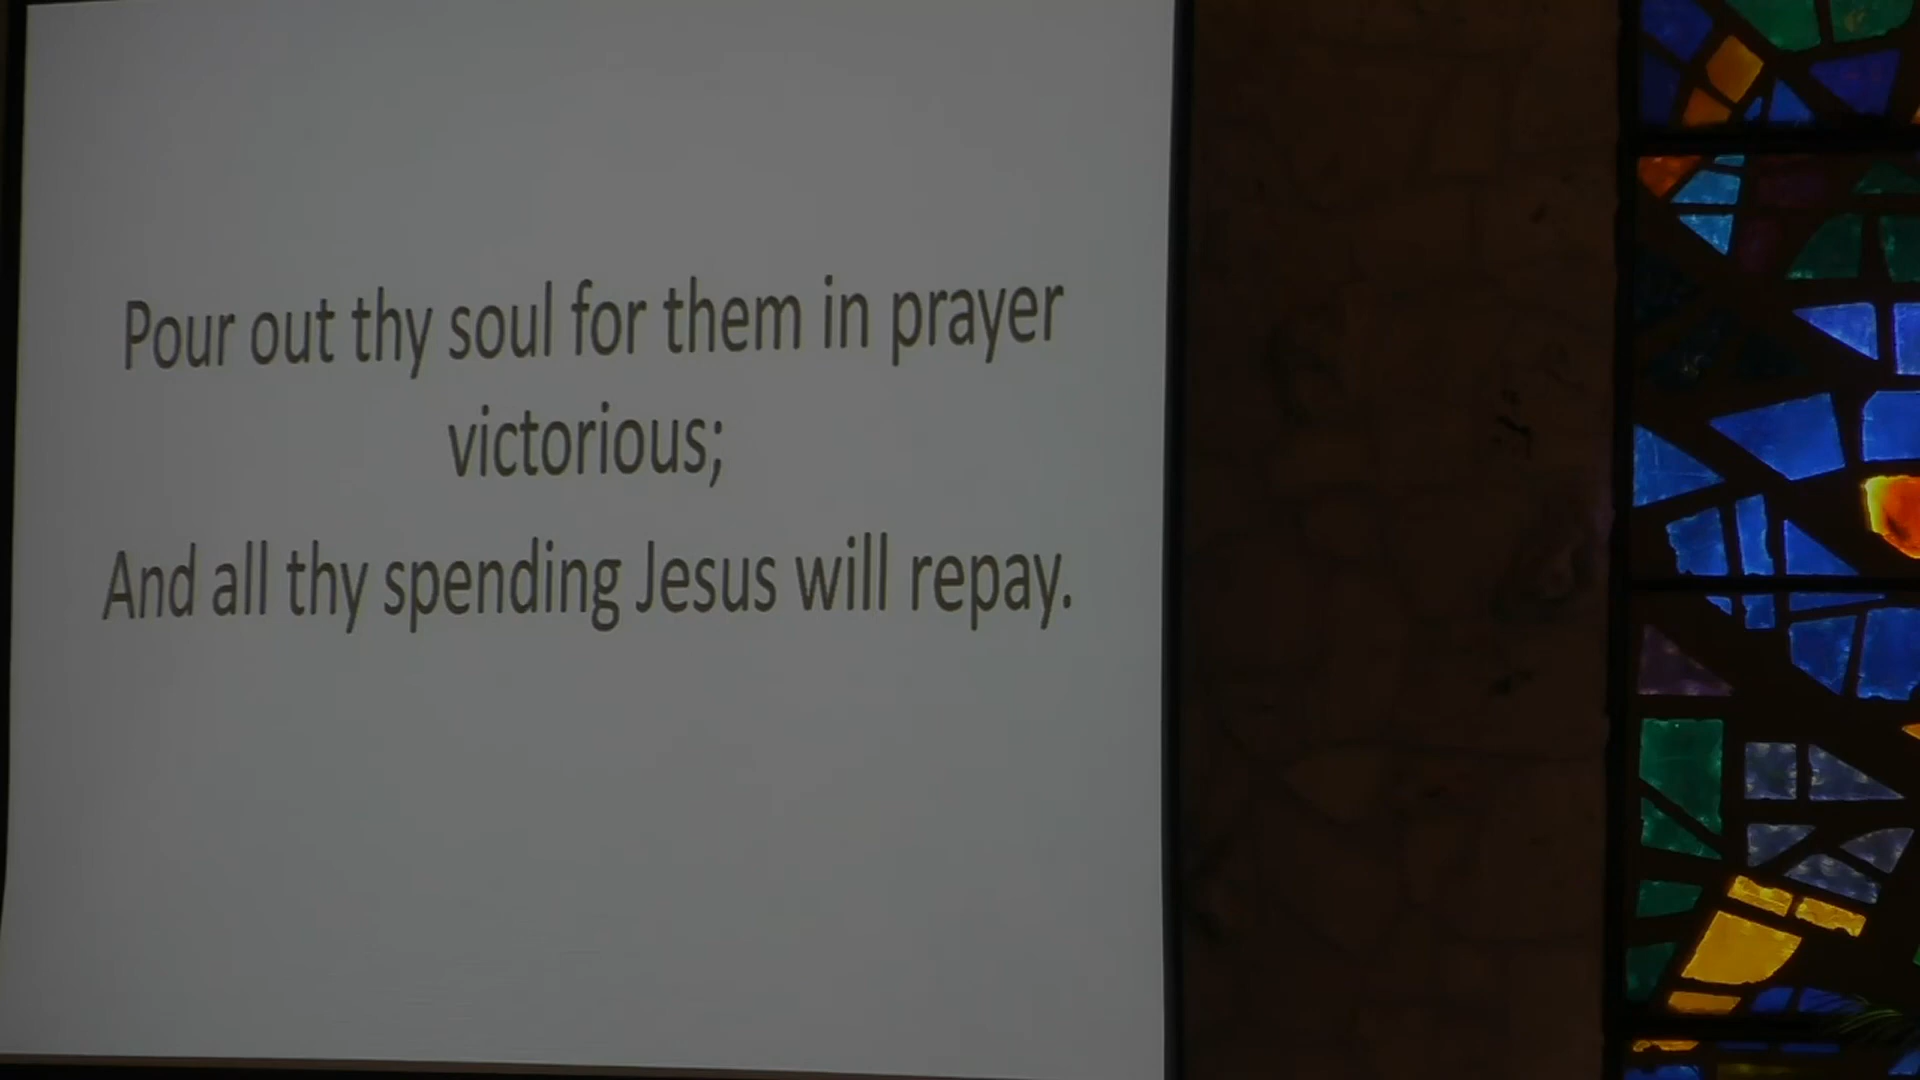 Pour out thy soul for them in prayer
victorious;
And all thy spending Jesus will repay.